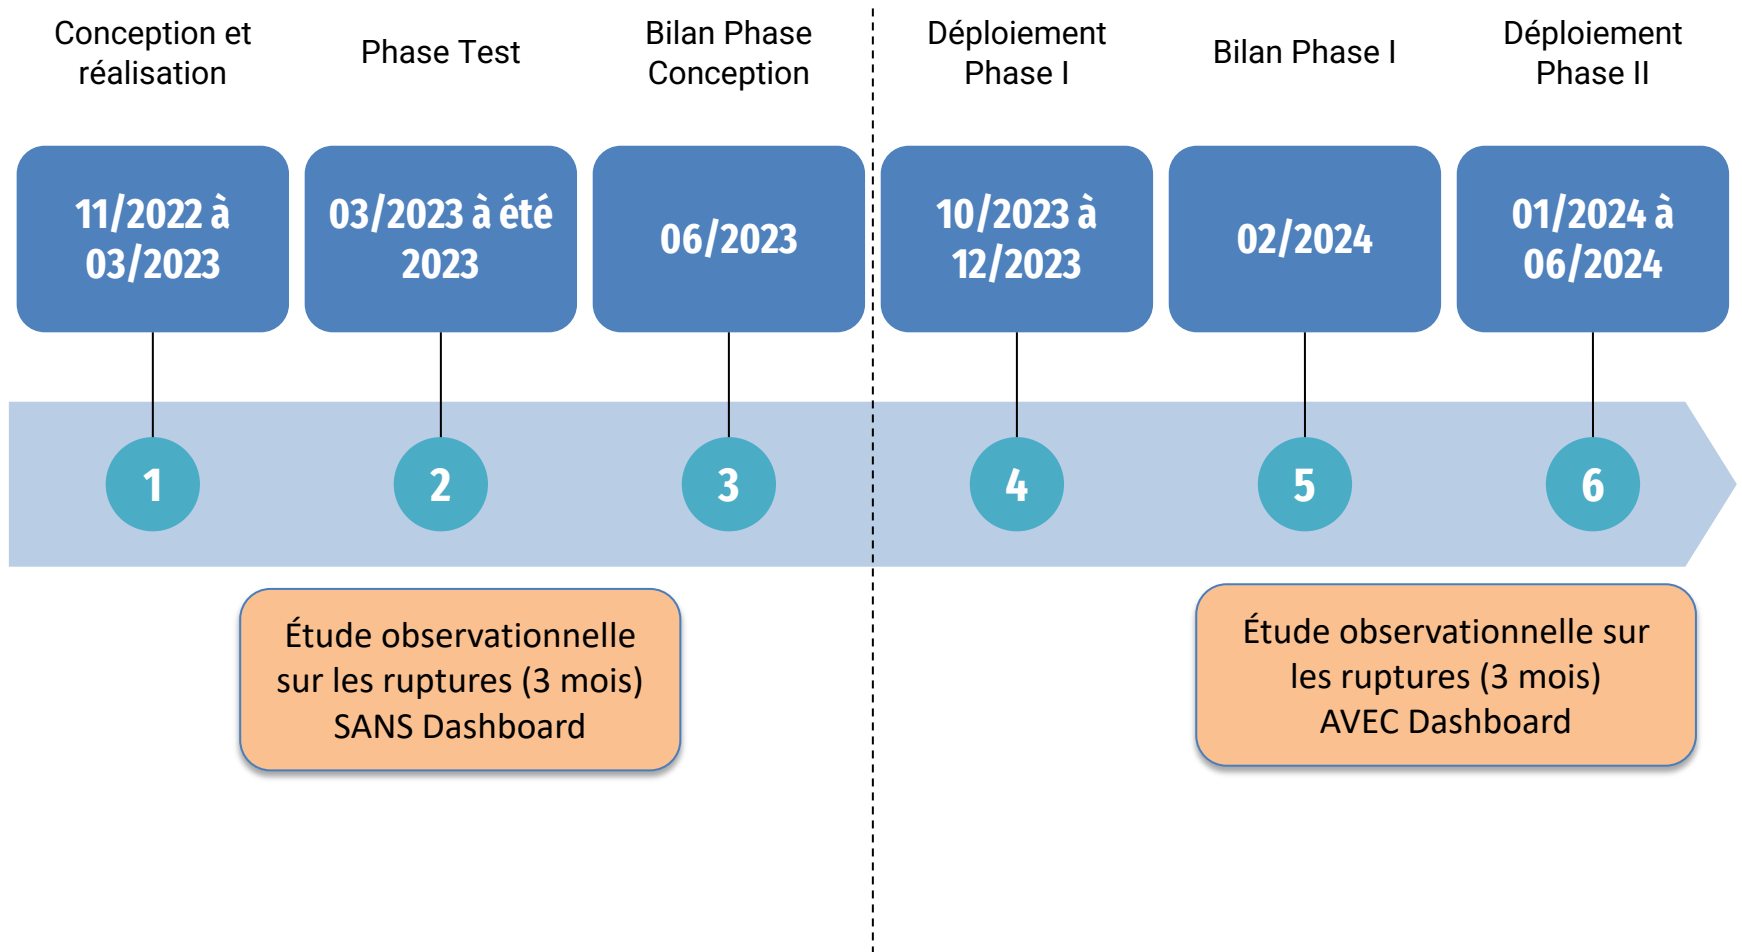 Conception et
réalisation
Phase Test
Bilan Phase
Conception
Déploiement
Phase I
Bilan Phase I
Déploiement
Phase II
11/2022 à
03/2023
03/2023 à été
2023
06/2023
10/2023 à
12/2023
02/2024
01/2024 à
06/2024
1
2
3
4
5
6
Étude observationnelle
sur les ruptures (3 mois)
SANS Dashboard
Étude observationnelle sur
les ruptures (3 mois)
AVEC Dashboard